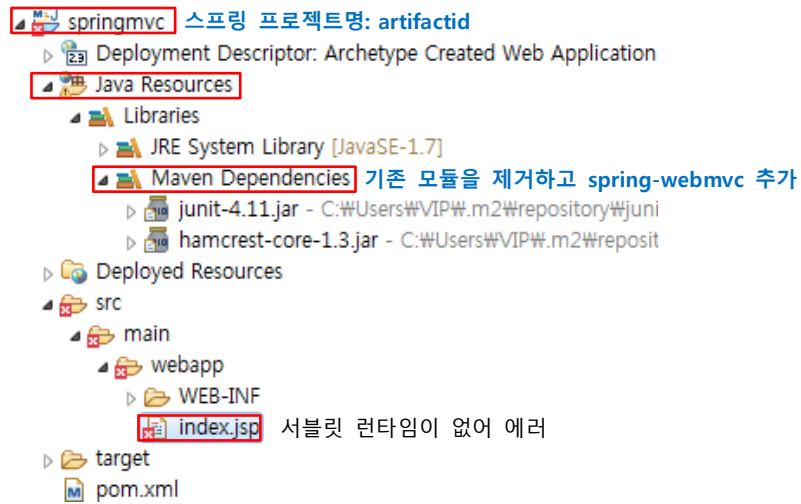 springmvc 스프링 프로젝트명: artifactid
2.3 Deployment Descriptor: Archetype Created Web Application
Java Resources
Libraries
JRE System Library [JavaSE-1.7]
Maven Dependencies 기존 모듈을 제거하고 spring-webmvc 추가
junit-4.11.jar - C:₩Users₩VIP₩.m2₩repository₩juni
hamcrest-core-1.3.jar - C:₩Users₩VIP₩.m2₩reposit
Deployed Resources
src
main
webapp
WEB-INF
index.jsp 서블릿 런타임이 없어 에러
target
pom.xml